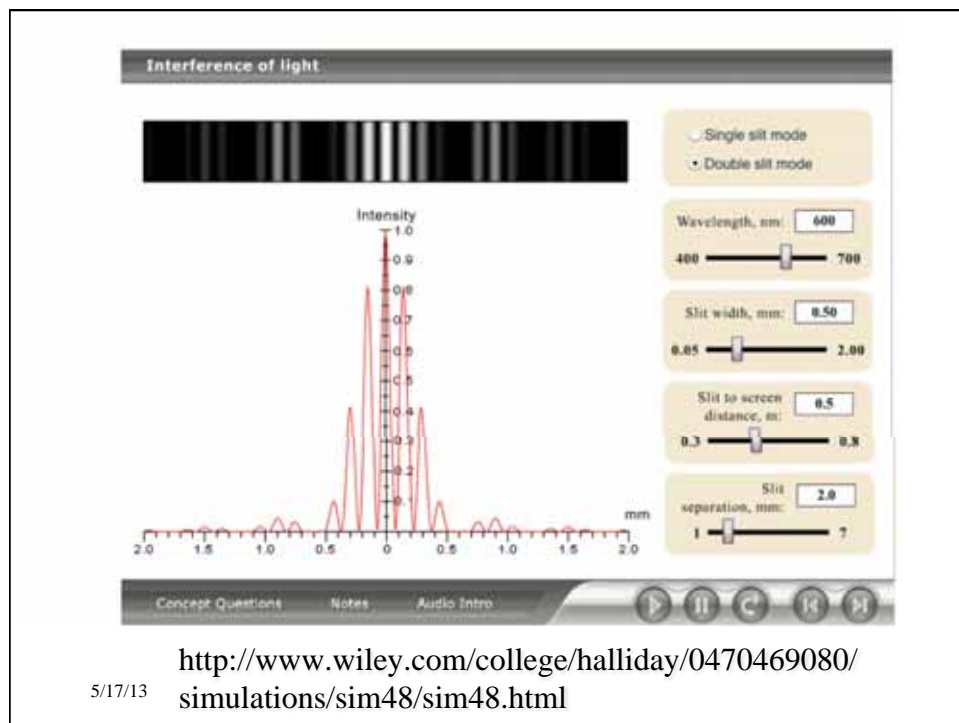 Interference of light
Single slit mode
Double slit mode
Intensity
1.0
0.9
0.8
0.7
0.6
0.5
0.4
0.3
0.2
0.1
mm
2.0 1.5 1.0 0.5 0 0.5 1.0 1.5 2.0
Wavelength, nm: 600
400 700
Slit width, mm: 0.50
0.05 2.00
Slit to screen
distance, m: 0.5
0.3 0.8
Slit
separation, mm: 2.0
1 7
Concept Questions Notes Audio Intro
http://www.wiley.com/college/halliday/0470469080/
5/17/13 simulations/sim48/sim48.html